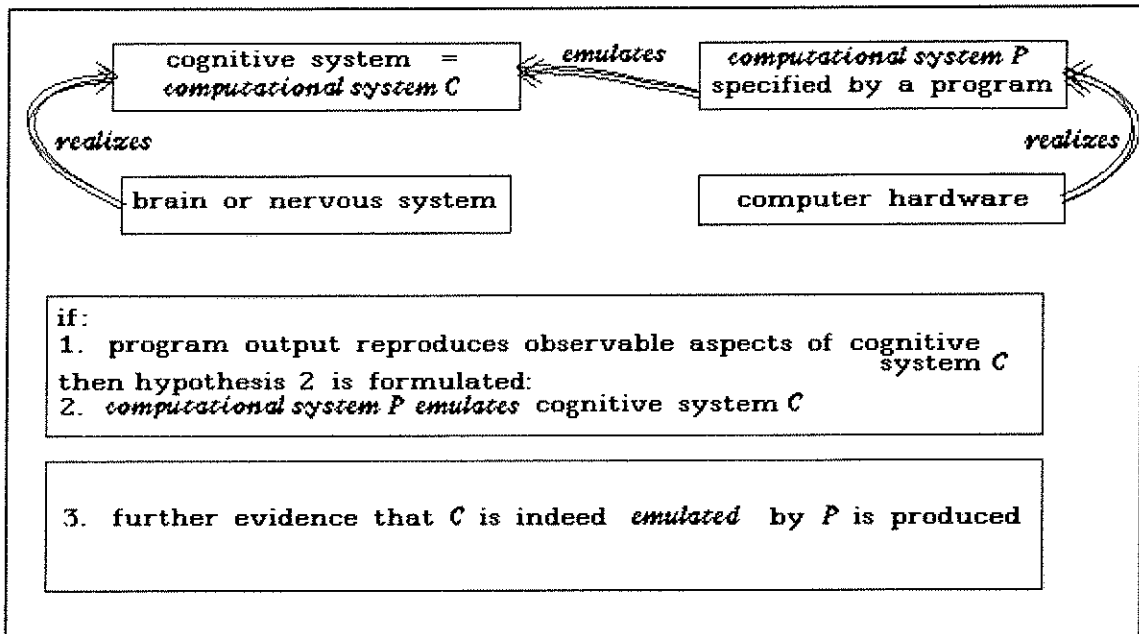 cognitive system =
computational system C
emulates
computational system P
specified by a program
realizes
realizes
brain or nervous system
computer hardware
if:
1. program output reproduces observable aspects of cognitive
system C
then hypothesis 2 is formulated:
2. computational system P emulates cognitive system C
3. further evidence that C is indeed emulated by P is produced